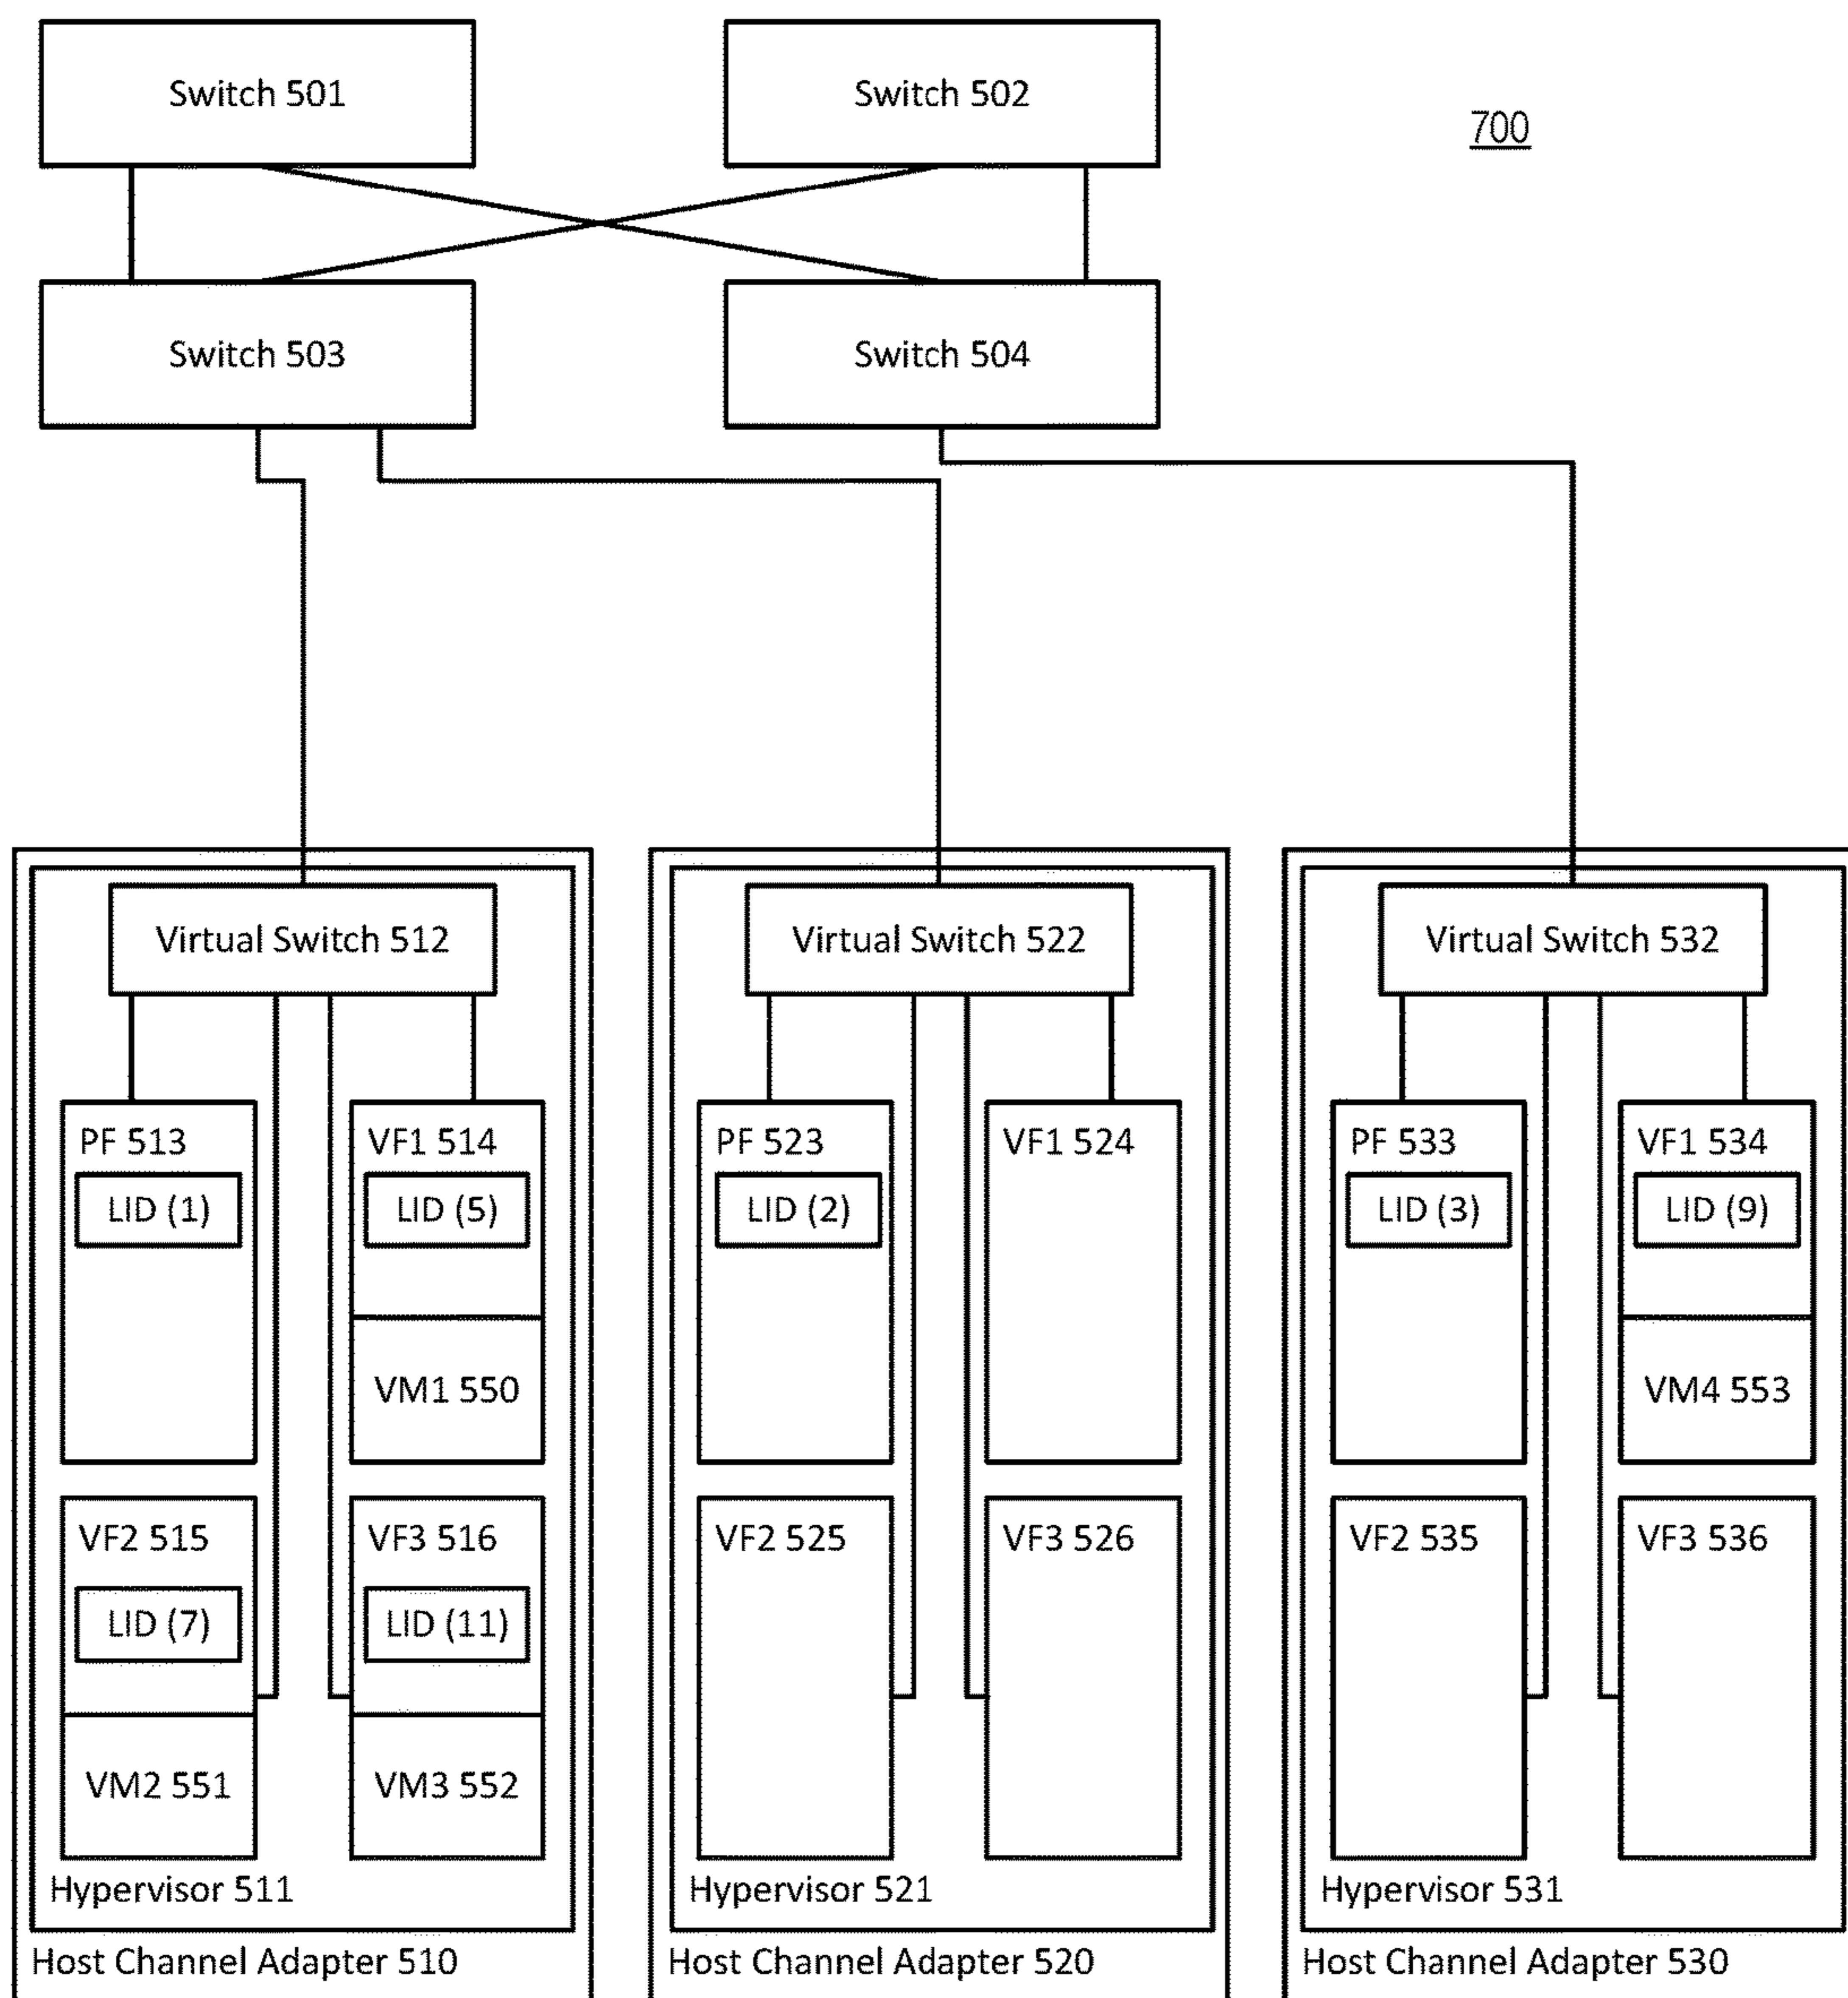 Switch 501
Switch 502
700
Switch 503
Switch 504
Virtual Switch 512
Virtual Switch 522
Virtual Switch 532
PF 513
LID (1)
VF1 514
LID (5)
VM1 550
PF 523
LID (2)
VF1 524
PF 533
LID (3)
VF1 534
LID (9)
VM4 553
VF2 515
LID (7)
VM2 551
VF3 516
LID (11)
VM3 552
VF2 525
VF3 526
VF2 535
VF3 536
Hypervisor 511
Hypervisor 521
Hypervisor 531
Host Channel Adapter 510
Host Channel Adapter 520
Host Channel Adapter 530